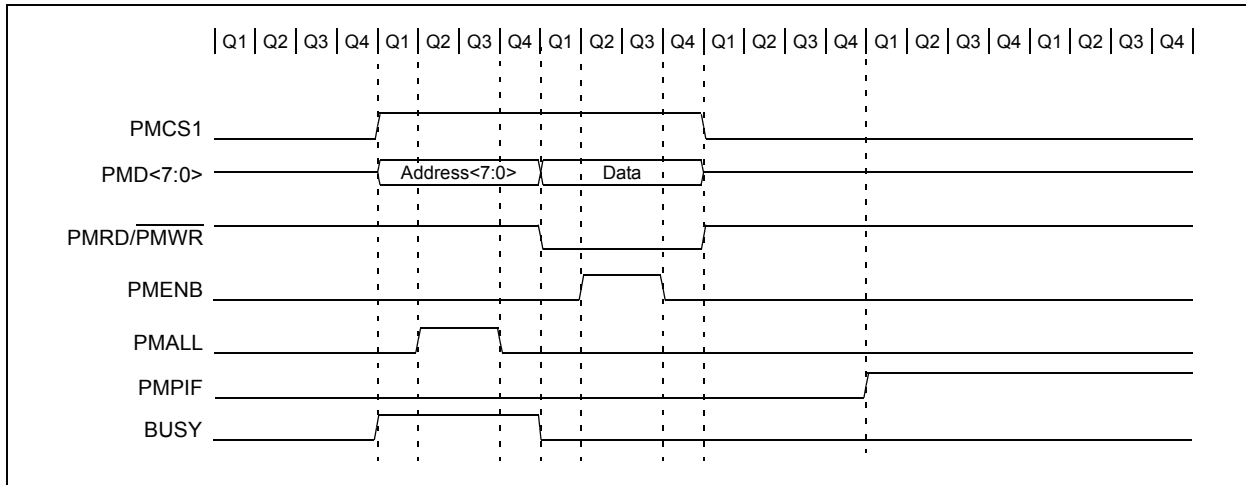 Q1 Q2 Q3 Q4 Q1 Q2 Q3 Q4 Q1 Q2 Q3 Q4 Q1 Q2 Q3 Q4 Q1 Q2 Q3 Q4 Q1 Q2 Q3 Q4
PMCS1
PMD<7:0> Address<7:0> Data
PMRD/PMWR
PMENB
PMALL
PMPIF
BUSY